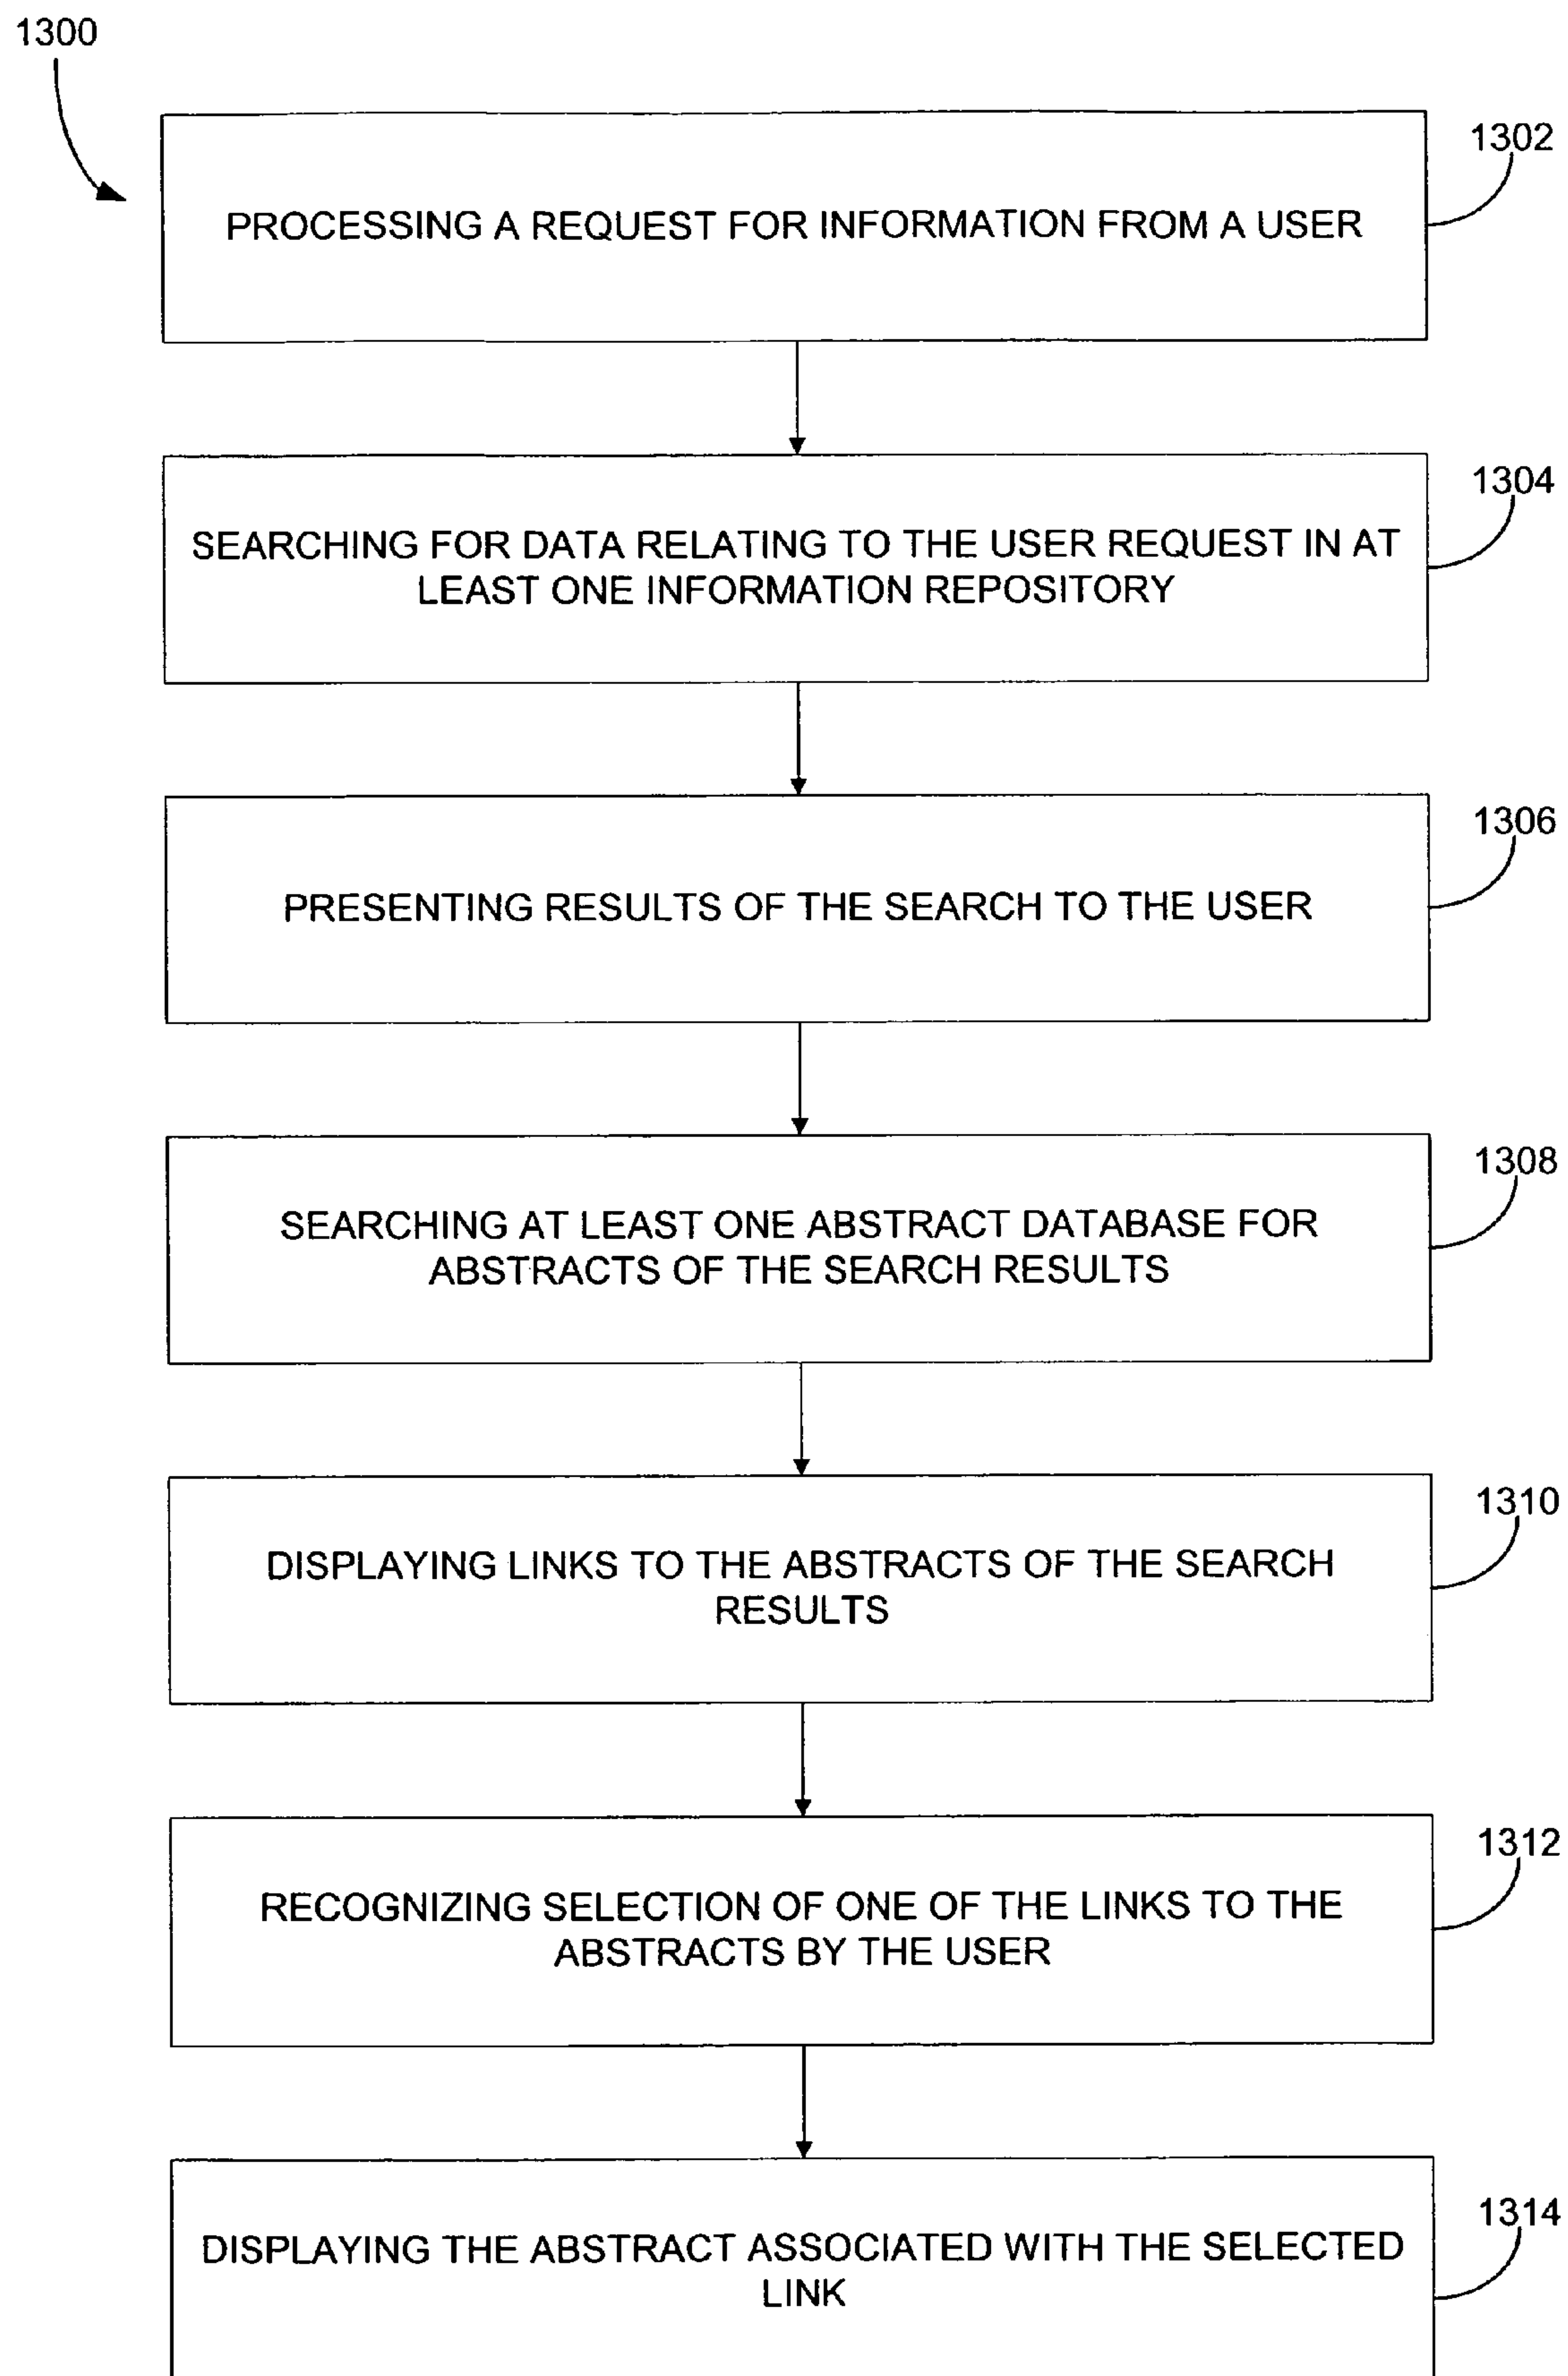 1300
1302
PROCESSING A REQUEST FOR INFORMATION FROM A USER
1304
SEARCHING FOR DATA RELATING TO THE USER REQUEST IN AT
LEAST ONE INFORMATION REPOSITORY
1306
PRESENTING RESULTS OF THE SEARCH TO THE USER
1308
SEARCHING AT LEAST ONE ABSTRACT DATABASE FOR
ABSTRACTS OF THE SEARCH RESULTS
1310
DISPLAYING LINKS TO THE ABSTRACTS OF THE SEARCH
RESULTS
1312
RECOGNIZING SELECTION OF ONE OF THE LINKS TO THE
ABSTRACTS BY THE USER
1314
DISPLAYING THE ABSTRACT ASSOCIATED WITH THE SELECTED
LINK